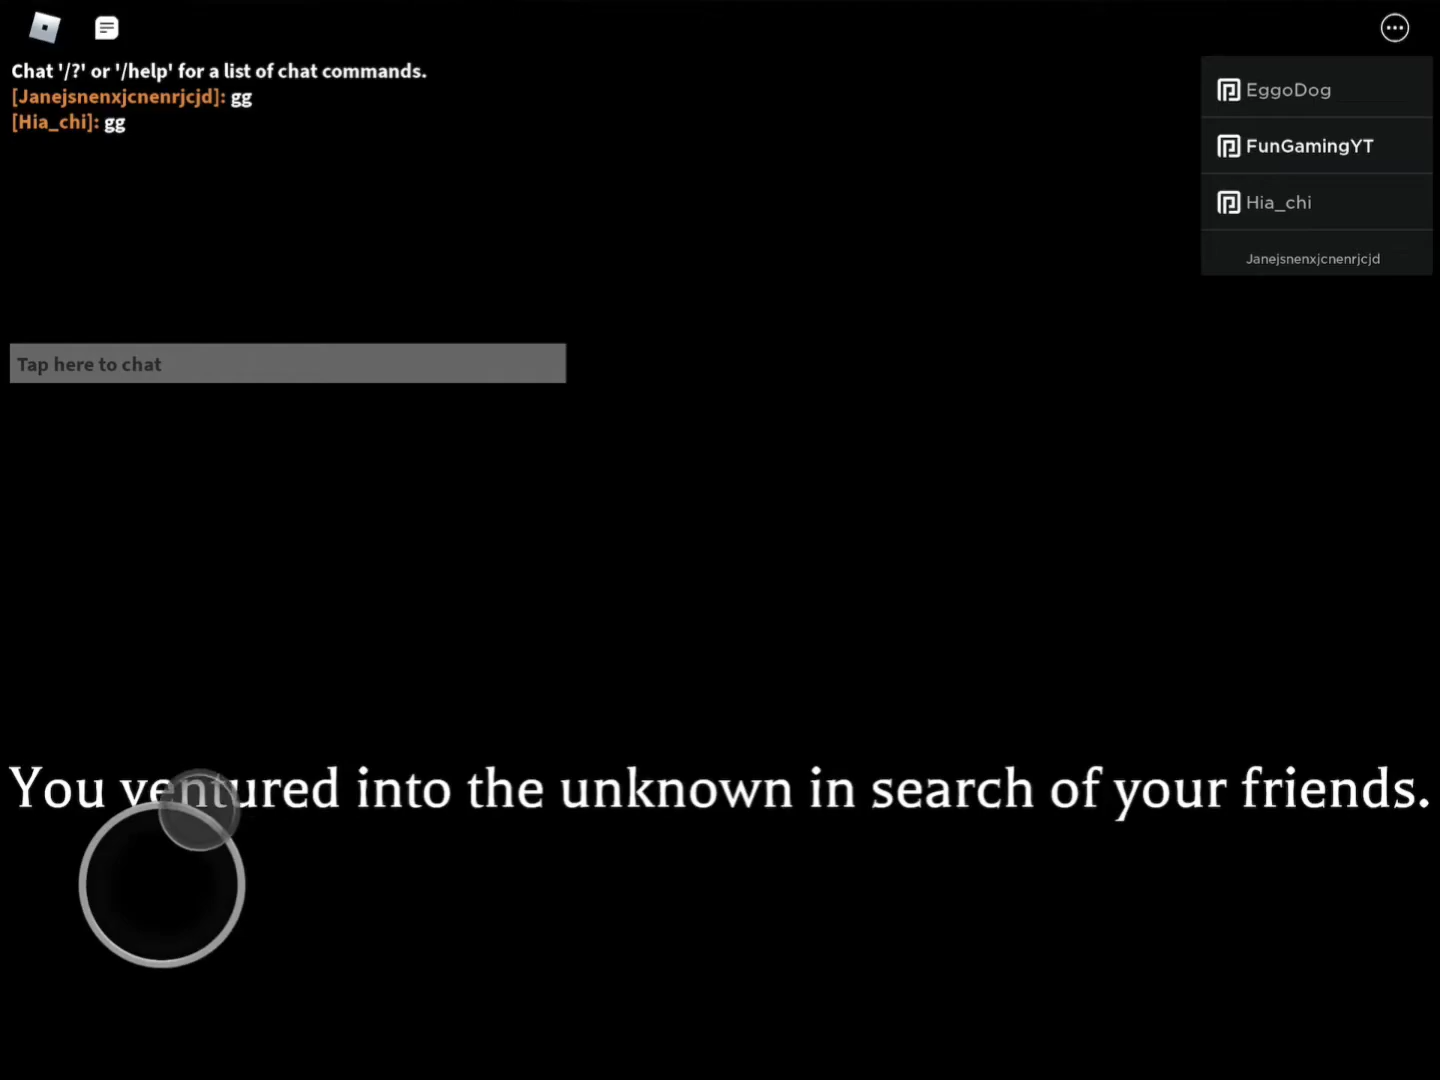 Chat '/?' or '/help' for a list of chat commands.
[Janejsnenxjcnenrjcjd]: gg
[Hia_chi]: gg
EggoDog
FunGamingYT
Hia_chi
Janejsnenxjcnenrjcjd
Tap here to chat
You ventured into the unknown in search of your friends.